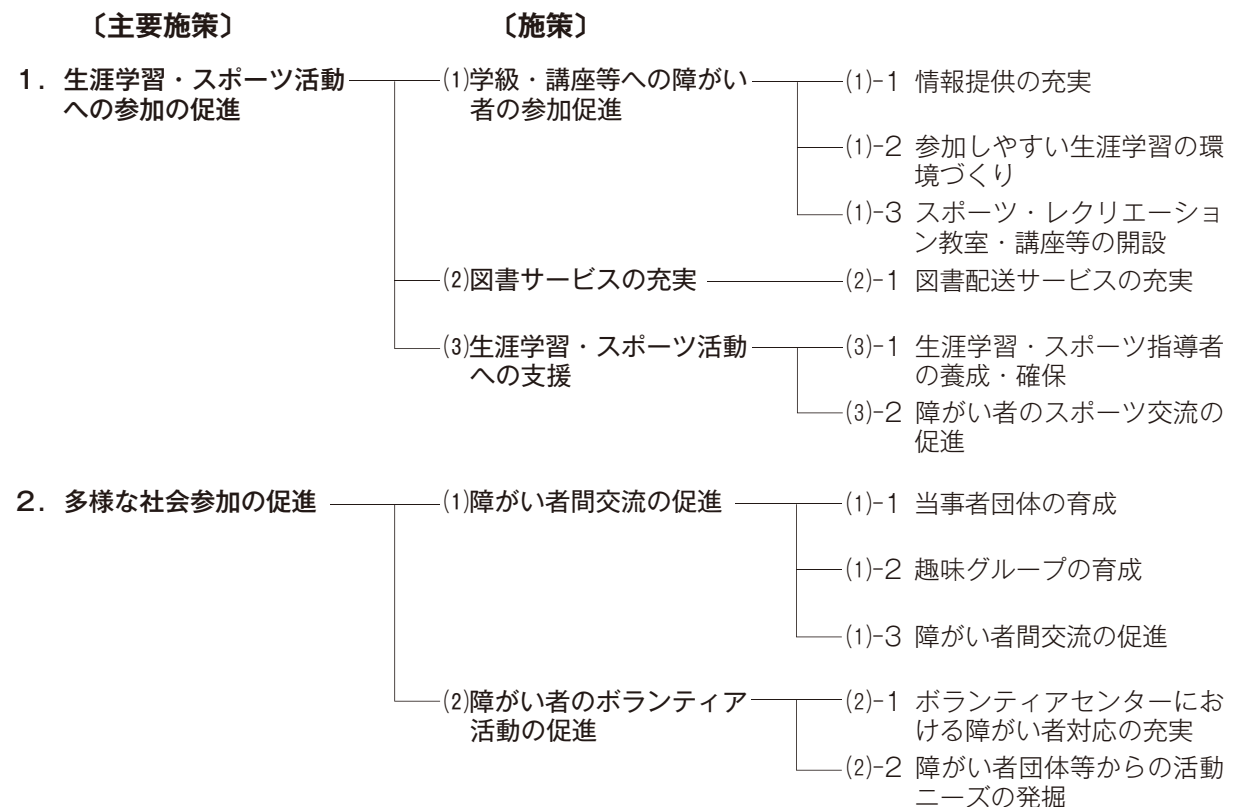 〔主要施策〕 〔施策〕
1．生涯学習・スポーツ活動
への参加の促進
⑴学級・講座等への障がい
者の参加促進
⑴-1 情報提供の充実
⑴-2 参加しやすい生涯学習の環
境づくり
⑴-3 スポーツ・レクリエーショ
ン教室・講座等の開設
⑵図書サービスの充実
⑵-1 図書配送サービスの充実
⑶生涯学習・スポーツ活動
への支援
⑶-1 生涯学習・スポーツ指導者
の養成・確保
⑶-2 障がい者のスポーツ交流の
促進
2．多様な社会参加の促進
⑴障がい者間交流の促進
⑴-1 当事者団体の育成
⑴-2 趣味グループの育成
⑴-3 障がい者間交流の促進
⑵障がい者のボランティア
活動の促進
⑵-1 ボランティアセンターにお
ける障がい者対応の充実
⑵-2 障がい者団体等からの活動
ニーズの発掘